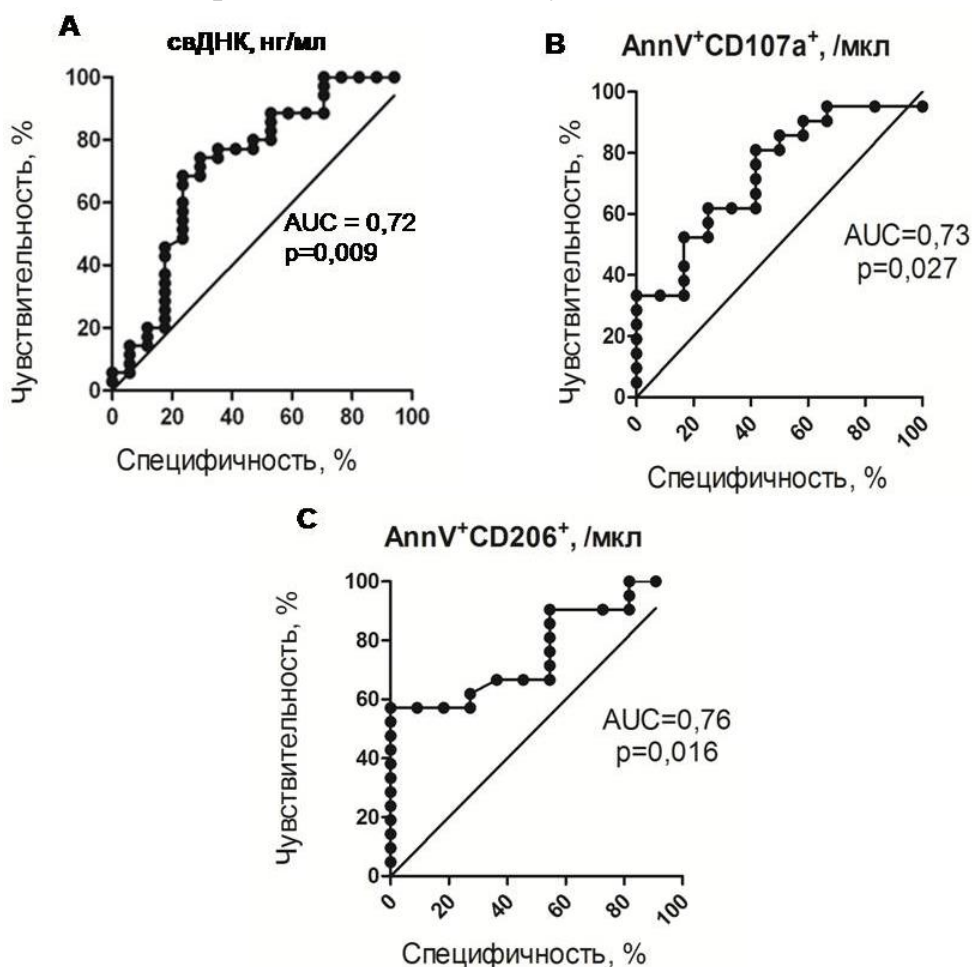 A
свДНК, нг/мл
100
80
60
40
20
0
Чувствительность, %
AUC = 0,72
p=0,009
0 20 40 60 80 100
Специфичность, %
B
AnnV⁺CD107a⁺, /мкл
100
80
60
40
20
0
Чувствительность, %
AUC=0,73
p=0,027
0 20 40 60 80 100
Специфичность, %
C
AnnV⁺CD206⁺, /мкл
100
80
60
40
20
0
Чувствительность, %
AUC=0,76
p=0,016
0 20 40 60 80 100
Специфичность, %